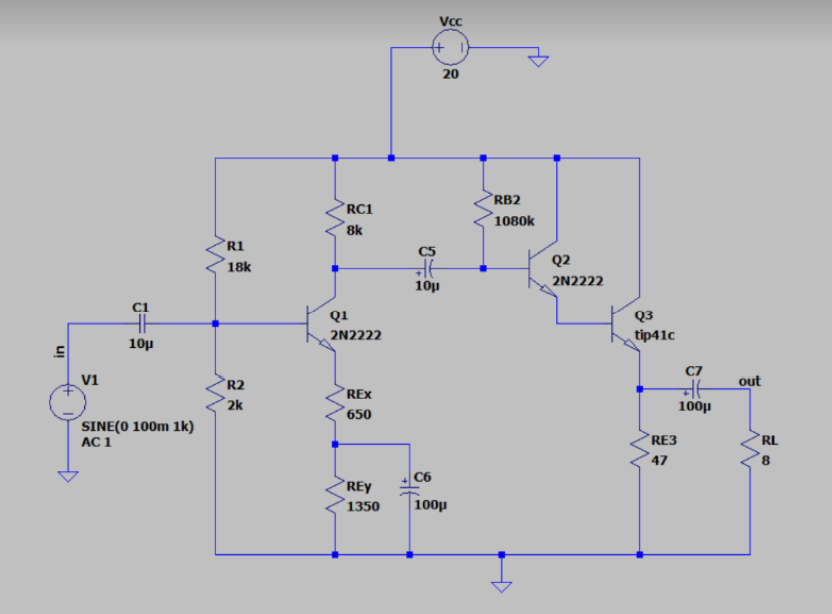 Vcc
20
RC1
8k
RB2
1080k
R1
18k
C5
10µ
Q2
2N2222
C1
10µ
Q1
2N2222
Q3
tip41c
in
V1
SINE(0 100m 1k)
AC 1
R2
2k
REx
650
C7
100µ
out
RE3
47
RL
8
REy
1350
C6
100µ